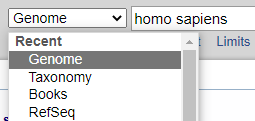 Genome homo sapiens
Recent
Limits
Genome
Taxonomy
Books
RefSeq